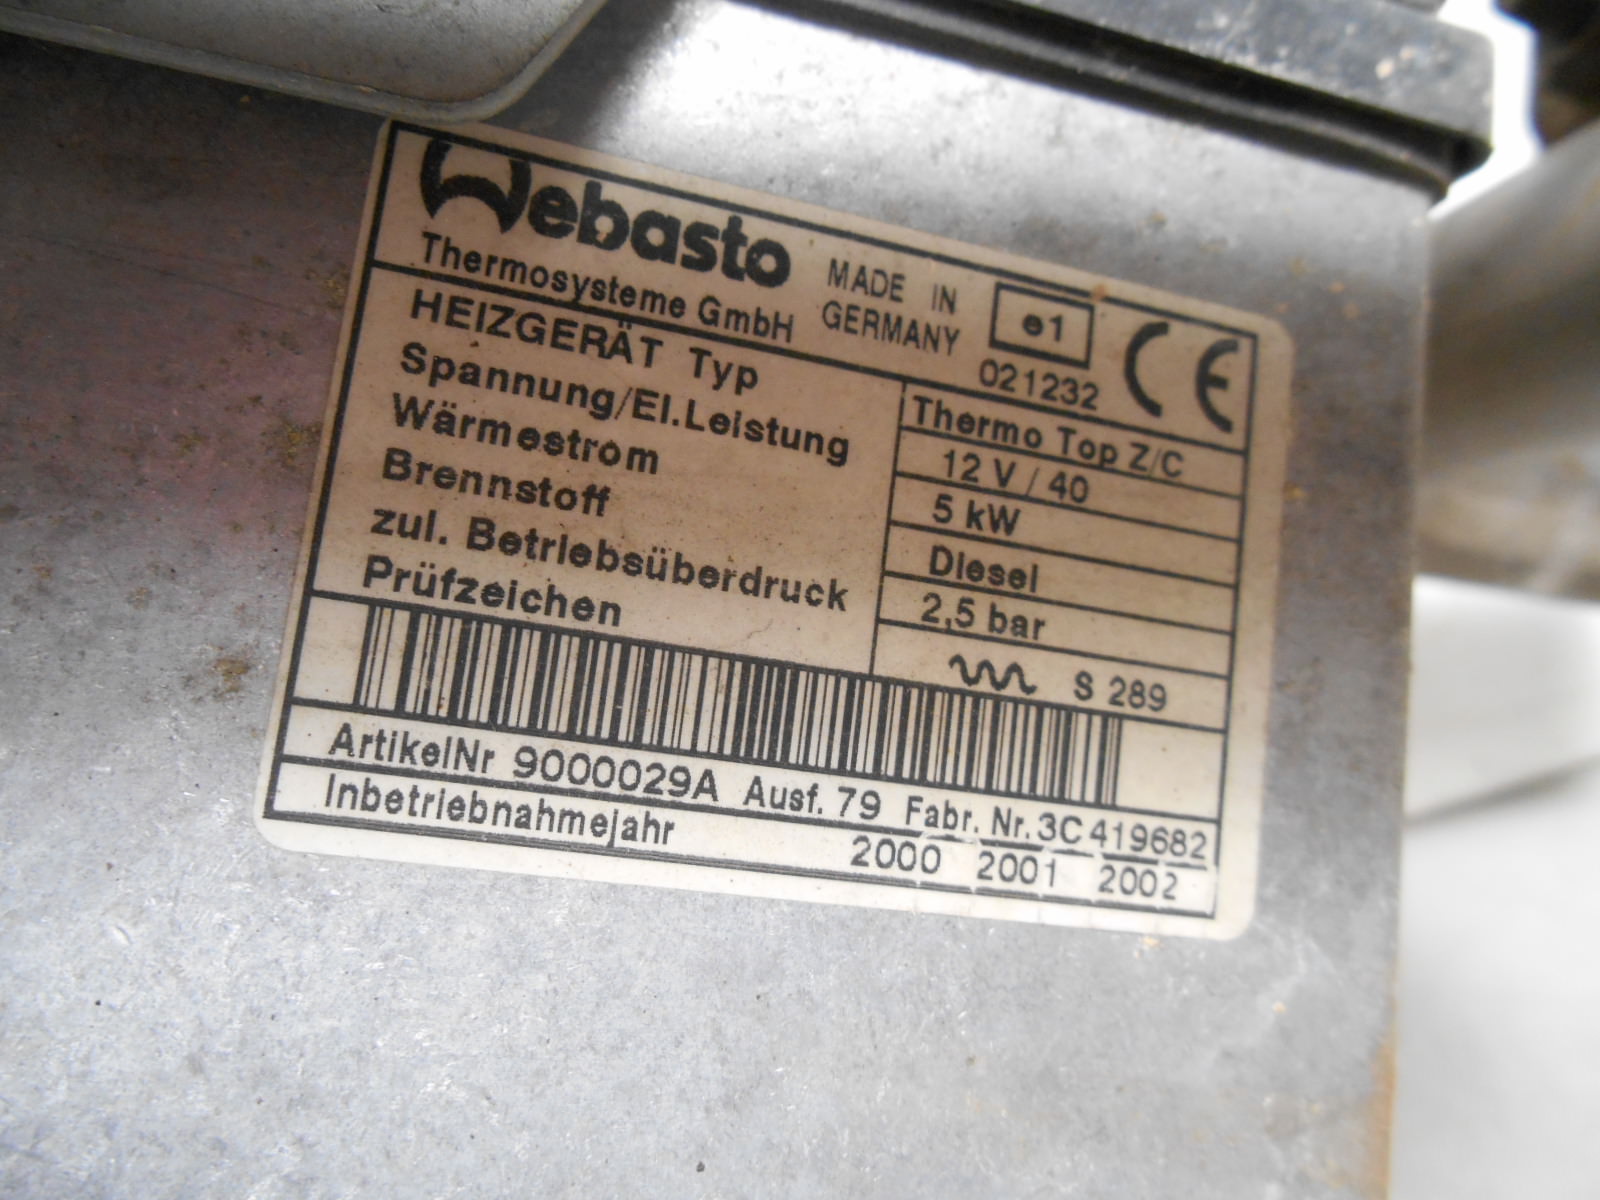 Webasto
Thermosysteme GmbH
MADE IN
GERMANY
e1
021232
CE
HEIZGERÄT Typ
Thermo Top Z/C
Spannung/El.Leistung
12 V / 40
Wärmestrom
5 kW
Brennstoff
Diesel
zul. Betriebsüberdruck
2,5 bar
Prüfzeichen
S 289
ArtikelNr 9000029A Ausf. 79 Fabr. Nr. 3C419682
Inbetriebnahmejahr 2000 2001 2002